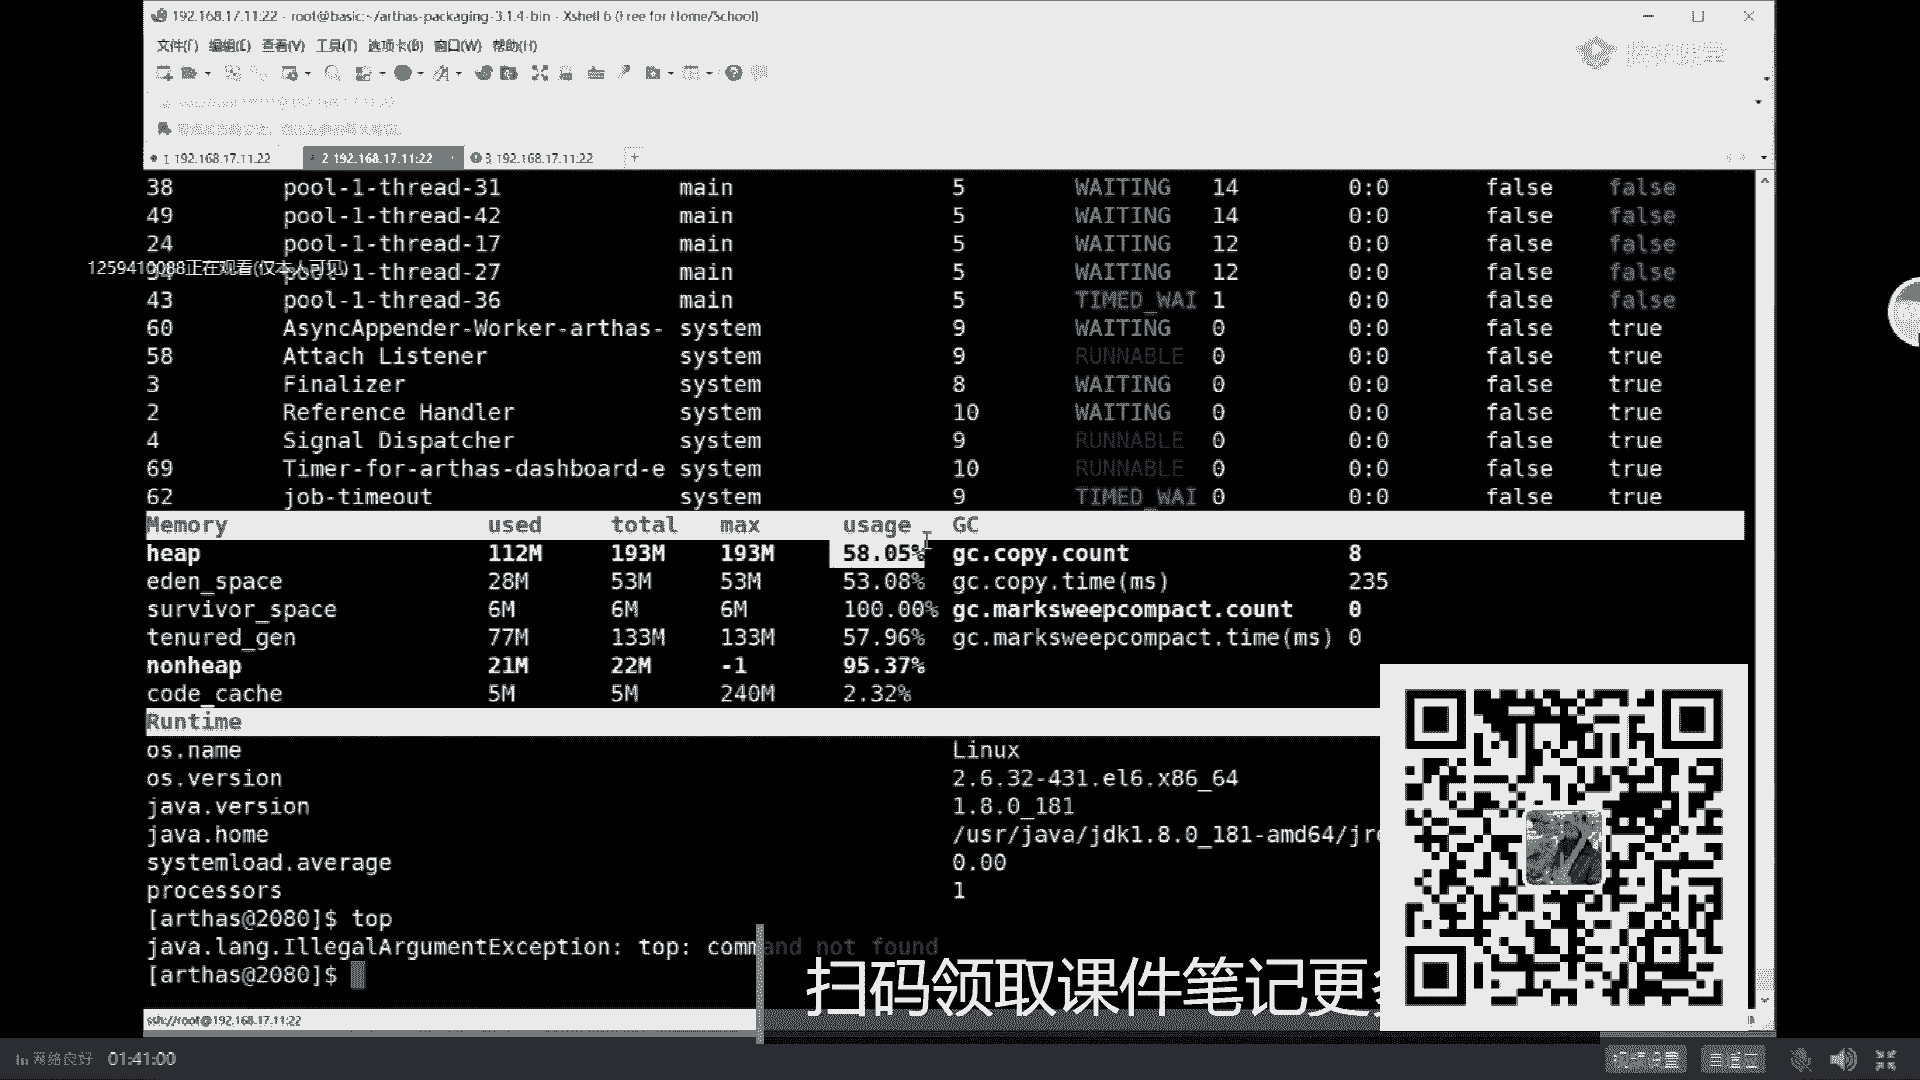 192.168.17.11:22 - root@basic:~/arthas-packaging-3.1.4-bin - Xshell 6 (Free for Home/School)
文件(F) 编辑(E) 查看(V) 工具(T) 选项卡(B) 窗口(W) 帮助(H)
1 192.168.17.11:22 2 192.168.17.11:22 3 192.168.17.11:22 +
38 pool-1-thread-31 main 5 WAITING 14 0:0 false false
49 pool-1-thread-42 main 5 WAITING 14 0:0 false false
24 pool-1-thread-17 main 5 WAITING 12 0:0 false false
1259410088正在观看(仅本人可见)
34 pool-1-thread-27 main 5 WAITING 12 0:0 false false
43 pool-1-thread-36 main 5 TIMED_WAI 1 0:0 false false
60 AsyncAppender-Worker-arthas- system 9 WAITING 0 0:0 false true
58 Attach Listener system 9 RUNNABLE 0 0:0 false true
3 Finalizer system 8 WAITING 0 0:0 false true
2 Reference Handler system 10 WAITING 0 0:0 false true
4 Signal Dispatcher system 9 RUNNABLE 0 0:0 false true
69 Timer-for-arthas-dashboard-e system 10 RUNNABLE 0 0:0 false true
62 job-timeout system 9 TIMED_WAI 0 0:0 false true
Memory used total max usage GC
heap 112M 193M 193M 58.05% gc.copy.count 8
eden_space 28M 53M 53M 53.08% gc.copy.time(ms) 235
survivor_space 6M 6M 6M 100.00% gc.marksweepcompact.count 0
tenured_gen 77M 133M 133M 57.96% gc.marksweepcompact.time(ms) 0
nonheap 21M 22M -1 95.37%
code_cache 5M 5M 240M 2.32%
Runtime
os.name Linux
os.version 2.6.32-431.el6.x86_64
java.version 1.8.0_181
java.home /usr/java/jdk1.8.0_181-amd64/jre
systemload.average 0.00
processors 1
[arthas@2080]$ top
java.lang.IllegalArgumentException: top: command not found
[arthas@2080]$
扫码领取课件笔记更多
ssh://root@192.168.17.11:22
网络良好 01:41:00